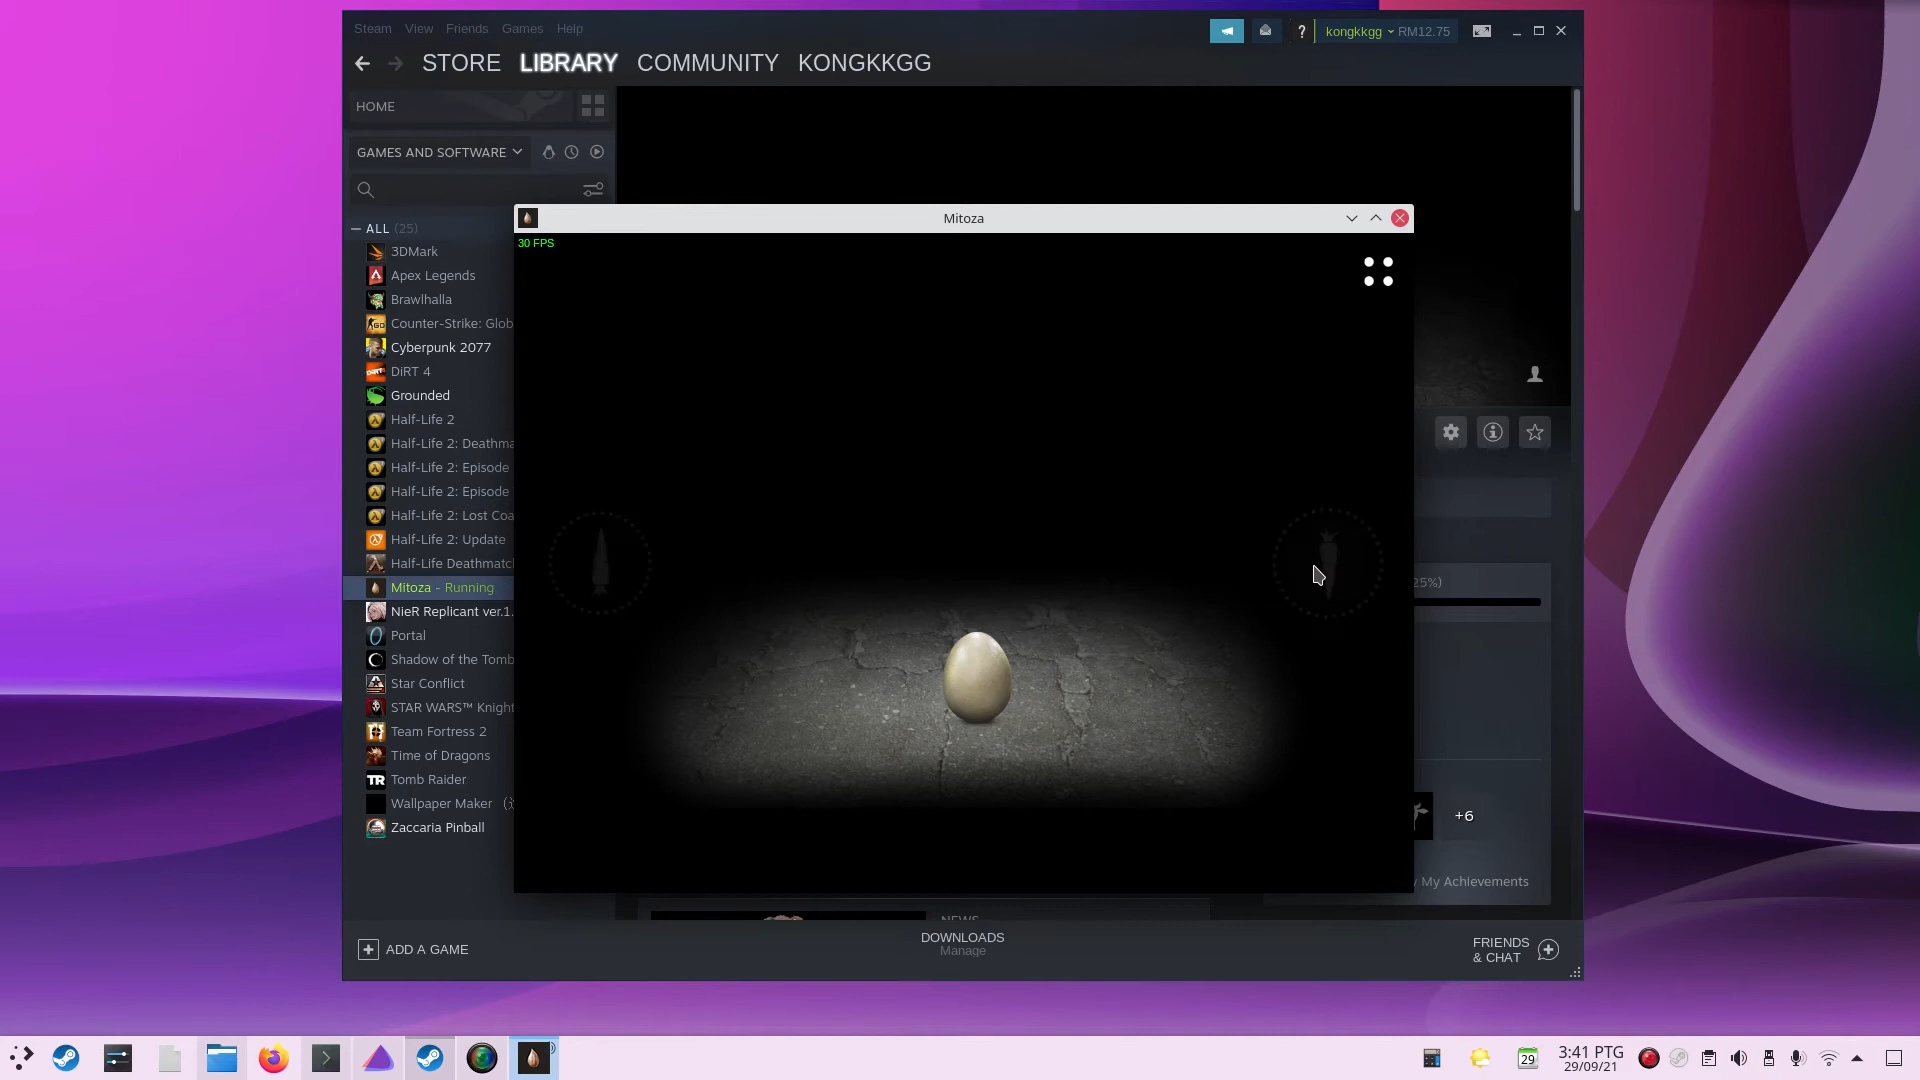 Steam View Friends Games Help
? kongkkgg RM12.75
STORE LIBRARY COMMUNITY KONGKKGG
HOME
GAMES AND SOFTWARE
ALL (25)
3DMark
Apex Legends
Brawlhalla
Counter-Strike: Glob
Cyberpunk 2077
DiRT 4
Grounded
Half-Life 2
Half-Life 2: Deathma
Half-Life 2: Episode
Half-Life 2: Episode
Half-Life 2: Lost Coa
Half-Life 2: Update
Half-Life Deathmatch
Mitoza - Running
NieR Replicant ver.1.
Portal
Shadow of the Tomb
Star Conflict
STAR WARS™ Knight
Team Fortress 2
Time of Dragons
Tomb Raider
Wallpaper Maker
Zaccaria Pinball
Mitoza
30 FPS
25%)
+6
My Achievements
NEWS
ADD A GAME
DOWNLOADS
Manage
FRIENDS
& CHAT
29
3:41 PTG
29/09/21